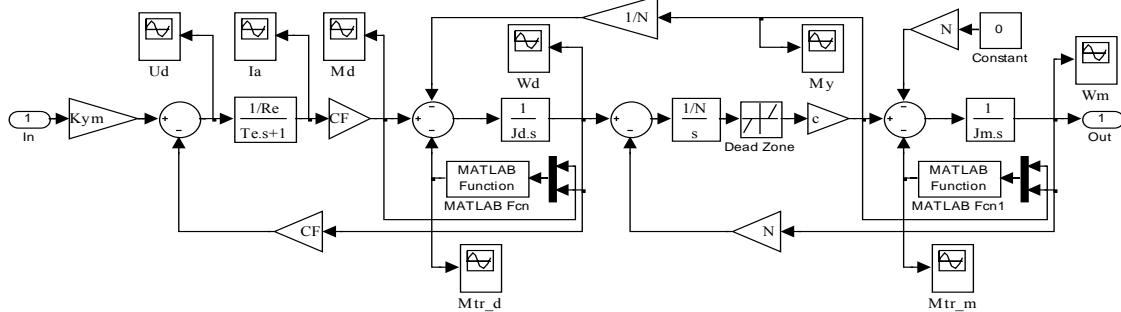 1
In
Kym
Ud
Ia
Md
1/Re
Te.s+1
CF
1/N
Wd
1
Jd.s
MATLAB
Function
MATLAB Fcn
CF
Mtr_d
1/N
s
Dead Zone
c
My
N
0
Constant
Wm
1
Jm.s
1
Out
MATLAB
Function
MATLAB Fcn1
N
Mtr_m